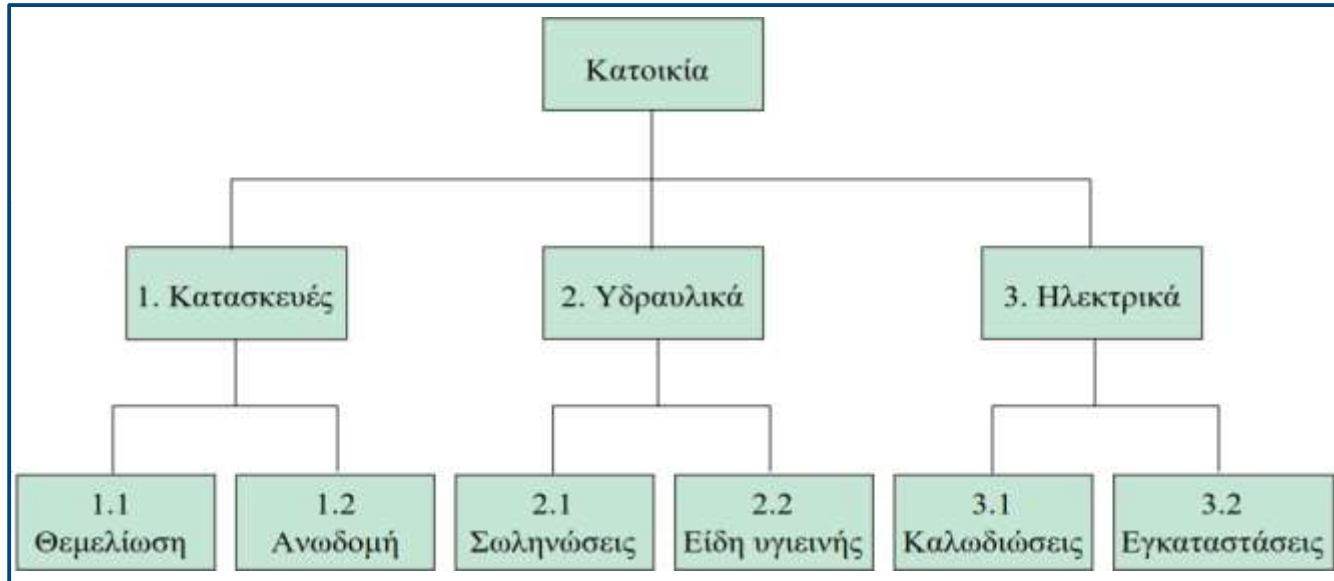 Κατοικία
1. Κατασκευές
2. Υδραυλικά
3. Ηλεκτρικά
1.1
Θεμελίωση
1.2
Ανωδομή
2.1
Σωληνώσεις
2.2
Είδη υγιεινής
3.1
Καλωδιώσεις
3.2
Εγκαταστάσεις